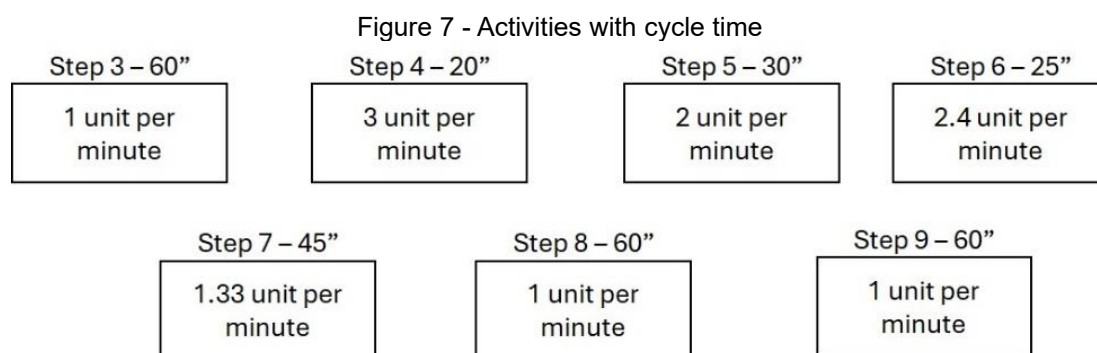 Figure 7 - Activities with cycle time
Step 3 – 60”
1 unit per
minute
Step 4 – 20”
3 unit per
minute
Step 5 – 30”
2 unit per
minute
Step 6 – 25”
2.4 unit per
minute
Step 7 – 45”
1.33 unit per
minute
Step 8 – 60”
1 unit per
minute
Step 9 – 60”
1 unit per
minute